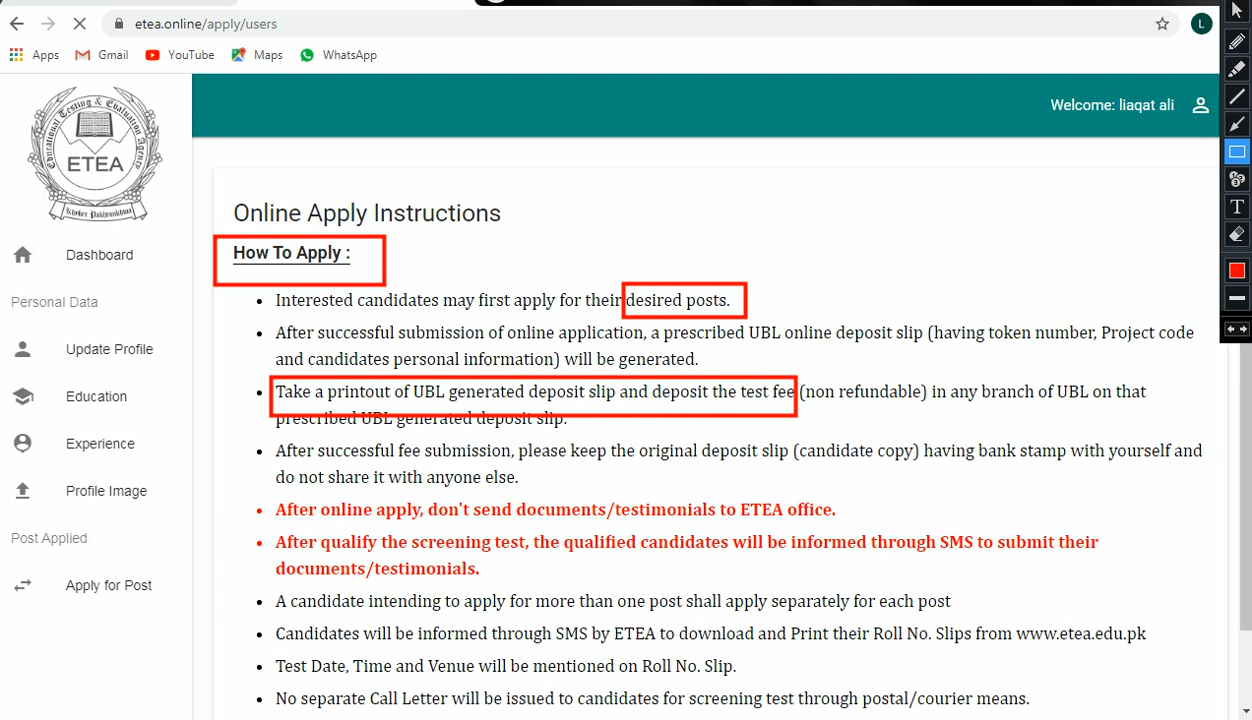 etea.online/apply/users
L
Apps Gmail YouTube Maps WhatsApp
Educational Testing & Evaluation Agency
ETEA
Khyber Pakhtunkhwa
Welcome: liaqat ali
Dashboard
Personal Data
Update Profile
Education
Experience
Profile Image
Post Applied
Apply for Post
Online Apply Instructions
How To Apply :
• Interested candidates may first apply for their desired posts.
• After successful submission of online application, a prescribed UBL online deposit slip (having token number, Project code
and candidates personal information) will be generated.
• Take a printout of UBL generated deposit slip and deposit the test fee (non refundable) in any branch of UBL on that
prescribed UBL generated deposit slip.
• After successful fee submission, please keep the original deposit slip (candidate copy) having bank stamp with yourself and
do not share it with anyone else.
• After online apply, don't send documents/testimonials to ETEA office.
• After qualify the screening test, the qualified candidates will be informed through SMS to submit their
documents/testimonials.
• A candidate intending to apply for more than one post shall apply separately for each post
• Candidates will be informed through SMS by ETEA to download and Print their Roll No. Slips from www.etea.edu.pk
• Test Date, Time and Venue will be mentioned on Roll No. Slip.
• No separate Call Letter will be issued to candidates for screening test through postal/courier means.
T